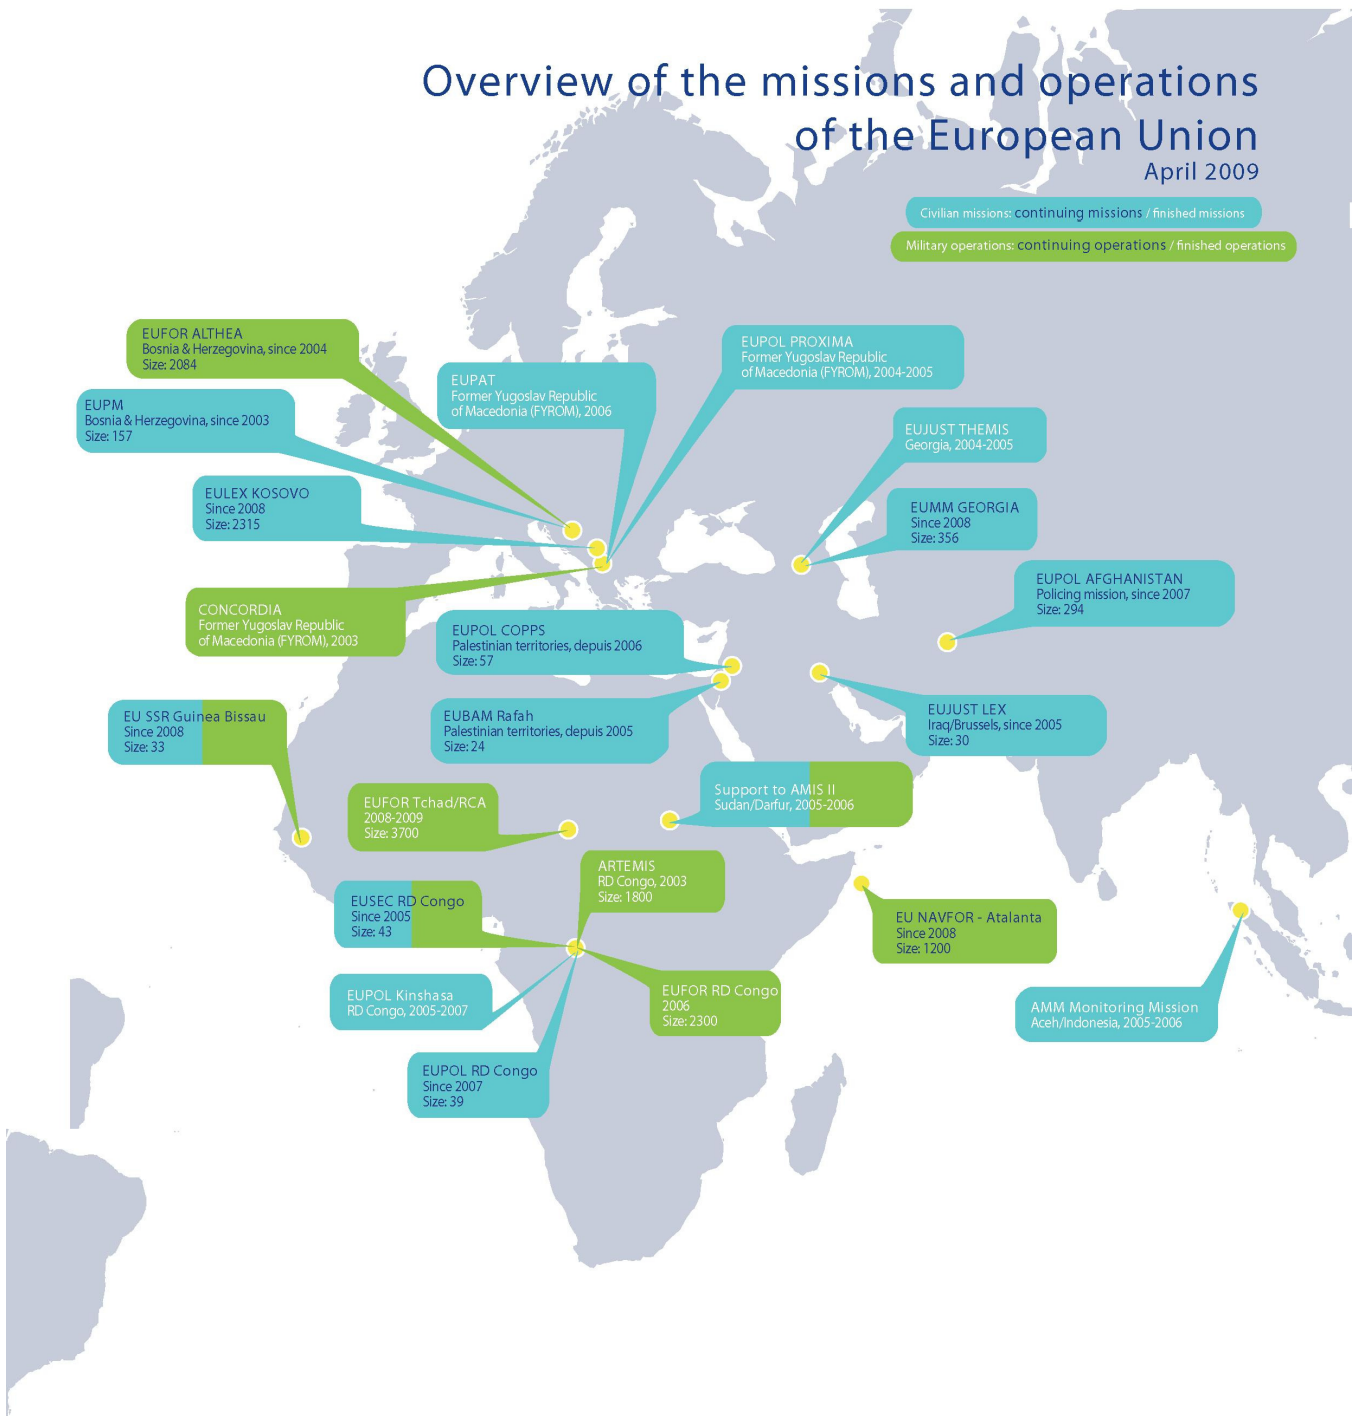 Overview of the missions and operations
of the European Union
April 2009
Civilian missions: continuing missions / finished missions
Military operations: continuing operations / finished operations
EUFOR ALTHEA
Bosnia & Herzegovina, since 2004
Size: 2084
EUPM
Bosnia & Herzegovina, since 2003
Size: 157
EULEX KOSOVO
Since 2008
Size: 2315
CONCORDIA
Former Yugoslav Republic
of Macedonia (FYROM), 2003
EUPAT
Former Yugoslav Republic
of Macedonia (FYROM), 2006
EUPOL PROXIMA
Former Yugoslav Republic
of Macedonia (FYROM), 2004-2005
EUJUST THEMIS
Georgia, 2004-2005
EUMM GEORGIA
Since 2008
Size: 356
EUPOL AFGHANISTAN
Policing mission, since 2007
Size: 294
EUPOL COPPS
Palestinian territories, depuis 2006
Size: 57
EUBAM Rafah
Palestinian territories, depuis 2005
Size: 24
EUJUST LEX
Iraq/Brussels, since 2005
Size: 30
EU SSR Guinea Bissau
Since 2008
Size: 33
EUFOR Tchad/RCA
2008-2009
Size: 3700
Support to AMIS II
Sudan/Darfur, 2005-2006
ARTEMIS
RD Congo, 2003
Size: 1800
EUSEC RD Congo
Since 2005
Size: 43
EU NAVFOR - Atalanta
Since 2008
Size: 1200
EUPOL Kinshasa
RD Congo, 2005-2007
EUFOR RD Congo
2006
Size: 2300
AMM Monitoring Mission
Aceh/Indonesia, 2005-2006
EUPOL RD Congo
Since 2007
Size: 39